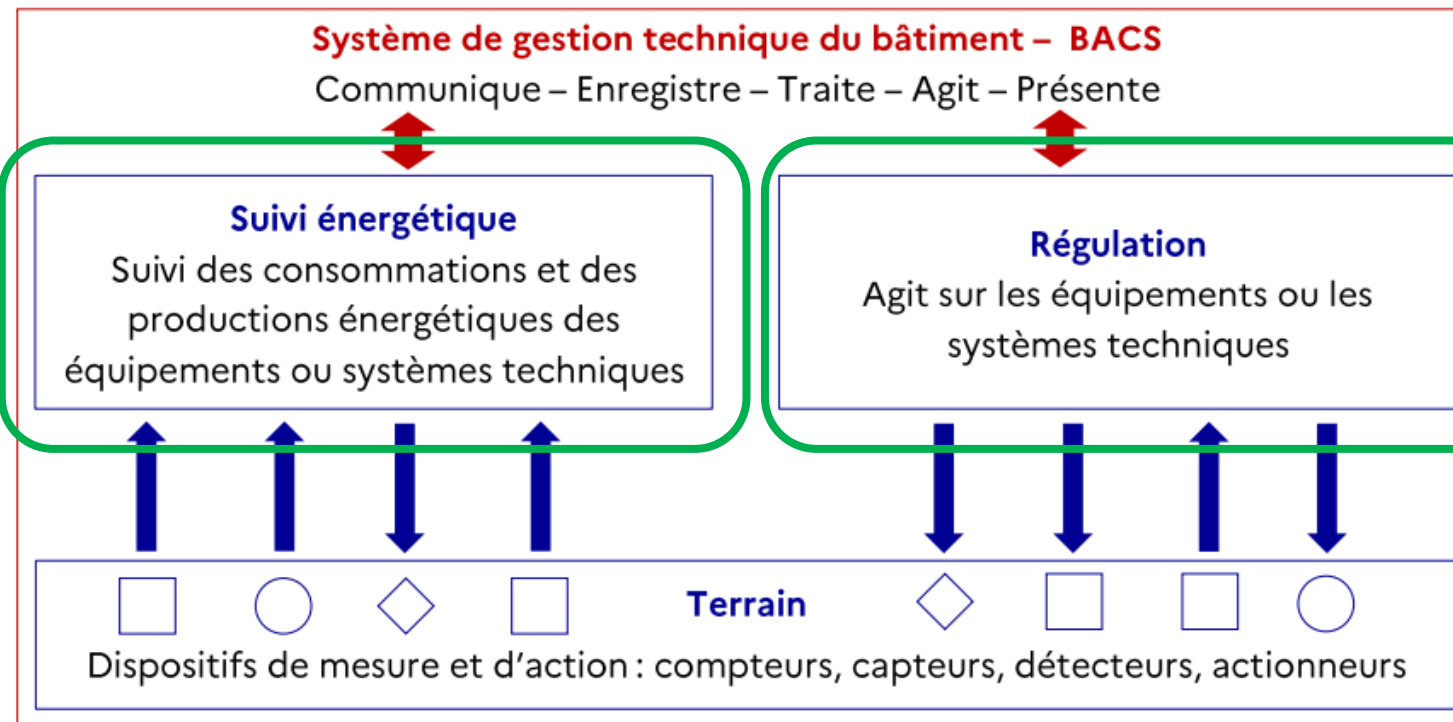 Système de gestion technique du bâtiment – BACS
Communique – Enregistre – Traite – Agit – Présente
Suivi énergétique
Suivi des consommations et des
productions énergétiques des
équipements ou systèmes techniques
Régulation
Agit sur les équipements ou les
systèmes techniques
Terrain
Dispositifs de mesure et d’action : compteurs, capteurs, détecteurs, actionneurs